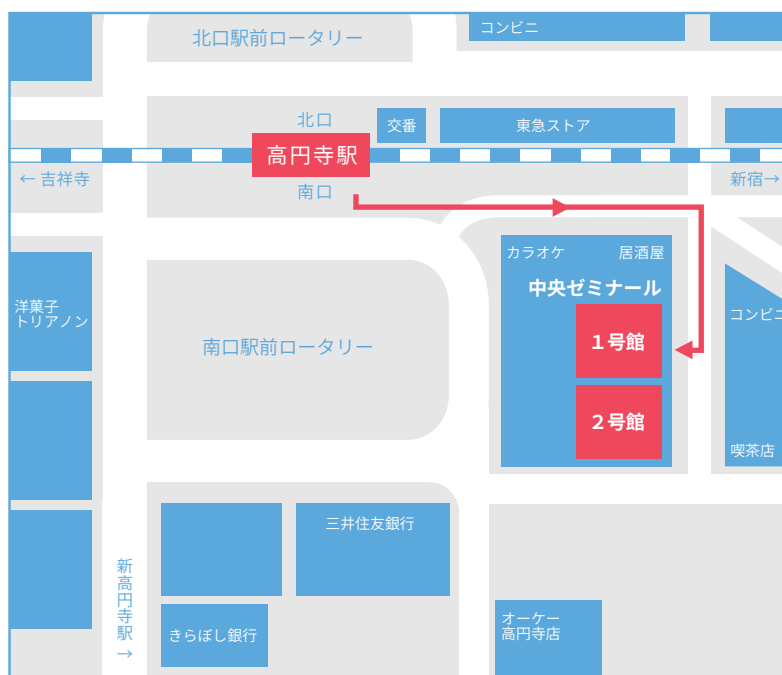 コンビニ
北口駅前ロータリー
北口
交番
東急ストア
高円寺駅
← 吉祥寺
新宿→
南口
カラオケ
居酒屋
中央ゼミナール
洋菓子
トリアノン
コンビニ
南口駅前ロータリー
１号館
２号館
喫茶店
三井住友銀行
新高円寺駅→
オーケー
高円寺店
きらぼし銀行